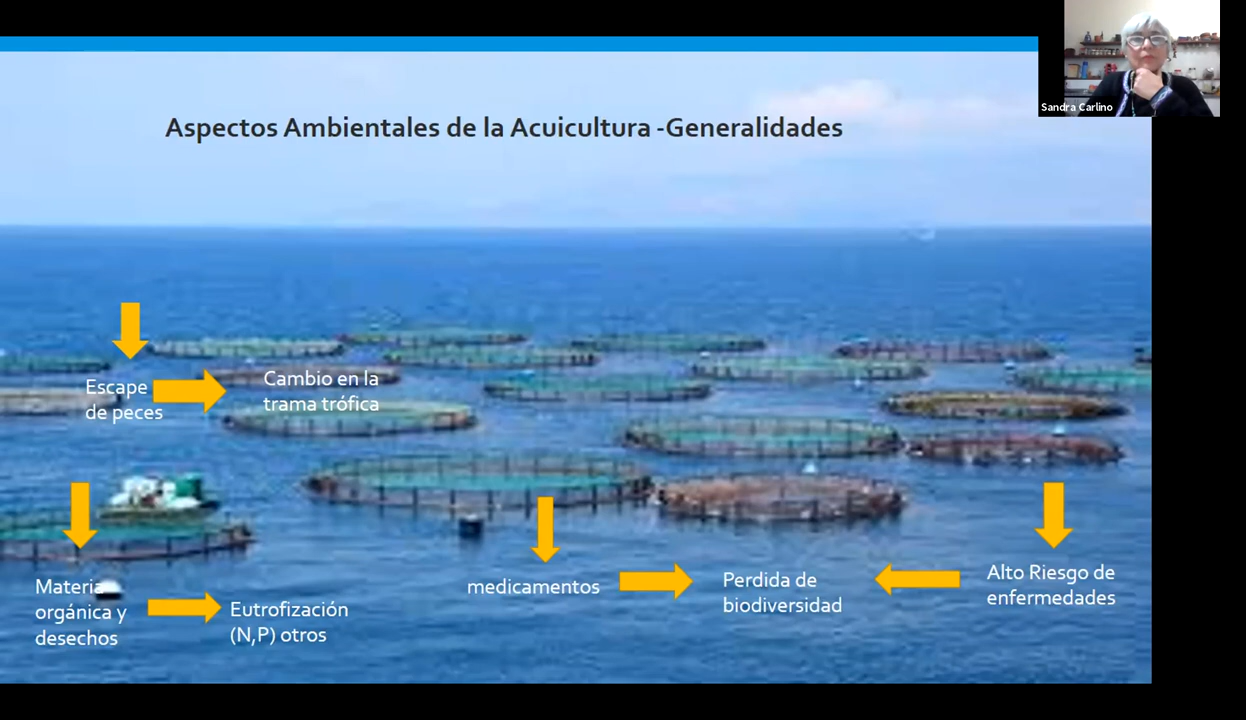 Sandra Carlino
Aspectos Ambientales de la Acuicultura -Generalidades
Escape
de peces
Cambio en la
trama trófica
Materia
orgánica y
desechos
Eutrofización
(N,P) otros
medicamentos
Perdida de
biodiversidad
Alto Riesgo de
enfermedades